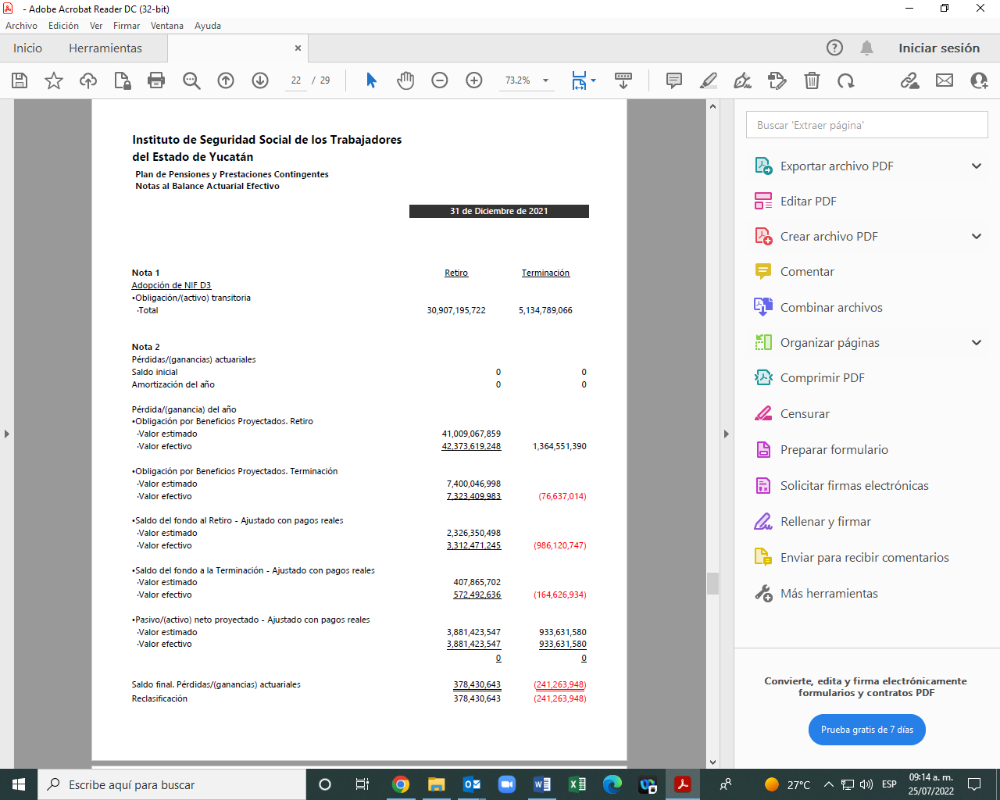 - Adobe Acrobat Reader DC (32-bit)
Archivo Edición Ver Firmar Ventana Ayuda
Inicio Herramientas × Iniciar sesión
22 / 29 73.2%
Instituto de Seguridad Social de los Trabajadores
del Estado de Yucatán
Plan de Pensiones y Prestaciones Contingentes
Notas al Balance Actuarial Efectivo
31 de Diciembre de 2021
Nota 1 Retiro Terminación
Adopción de NIF D3
•Obligación/(activo) transitoria
·Total 30,907,195,722 5,134,789,066
Nota 2
Pérdidas/(ganancias) actuariales
Saldo inicial 0 0
Amortización del año 0 0
Pérdida/(ganancia) del año
•Obligación por Beneficios Proyectados. Retiro
·Valor estimado 41,009,067,859
·Valor efectivo 42,373,619,248 1,364,551,390
•Obligación por Beneficios Proyectados. Terminación
·Valor estimado 7,400,046,998
·Valor efectivo 7,323,409,983 (76,637,014)
•Saldo del fondo al Retiro - Ajustado con pagos reales
·Valor estimado 2,326,350,498
·Valor efectivo 3,312,471,245 (986,120,747)
•Saldo del fondo a la Terminación - Ajustado con pagos reales
·Valor estimado 407,865,702
·Valor efectivo 572,492,636 (164,626,934)
•Pasivo/(activo) neto proyectado - Ajustado con pagos reales
·Valor estimado 3,881,423,547 933,631,580
·Valor efectivo 3,881,423,547 933,631,580
0 0
Saldo final. Pérdidas/(ganancias) actuariales 378,430,643 (241,263,948)
Reclasificación 378,430,643 (241,263,948)
Buscar 'Extraer página'
Exportar archivo PDF
Editar PDF
Crear archivo PDF
Comentar
Combinar archivos
Organizar páginas
Comprimir PDF
Censurar
Preparar formulario
Solicitar firmas electrónicas
Rellenar y firmar
Enviar para recibir comentarios
Más herramientas
Convierte, edita y firma electrónicamente
formularios y contratos PDF
Prueba gratis de 7 días
Escribe aquí para buscar
27°C ESP
09:14 a. m.
25/07/2022